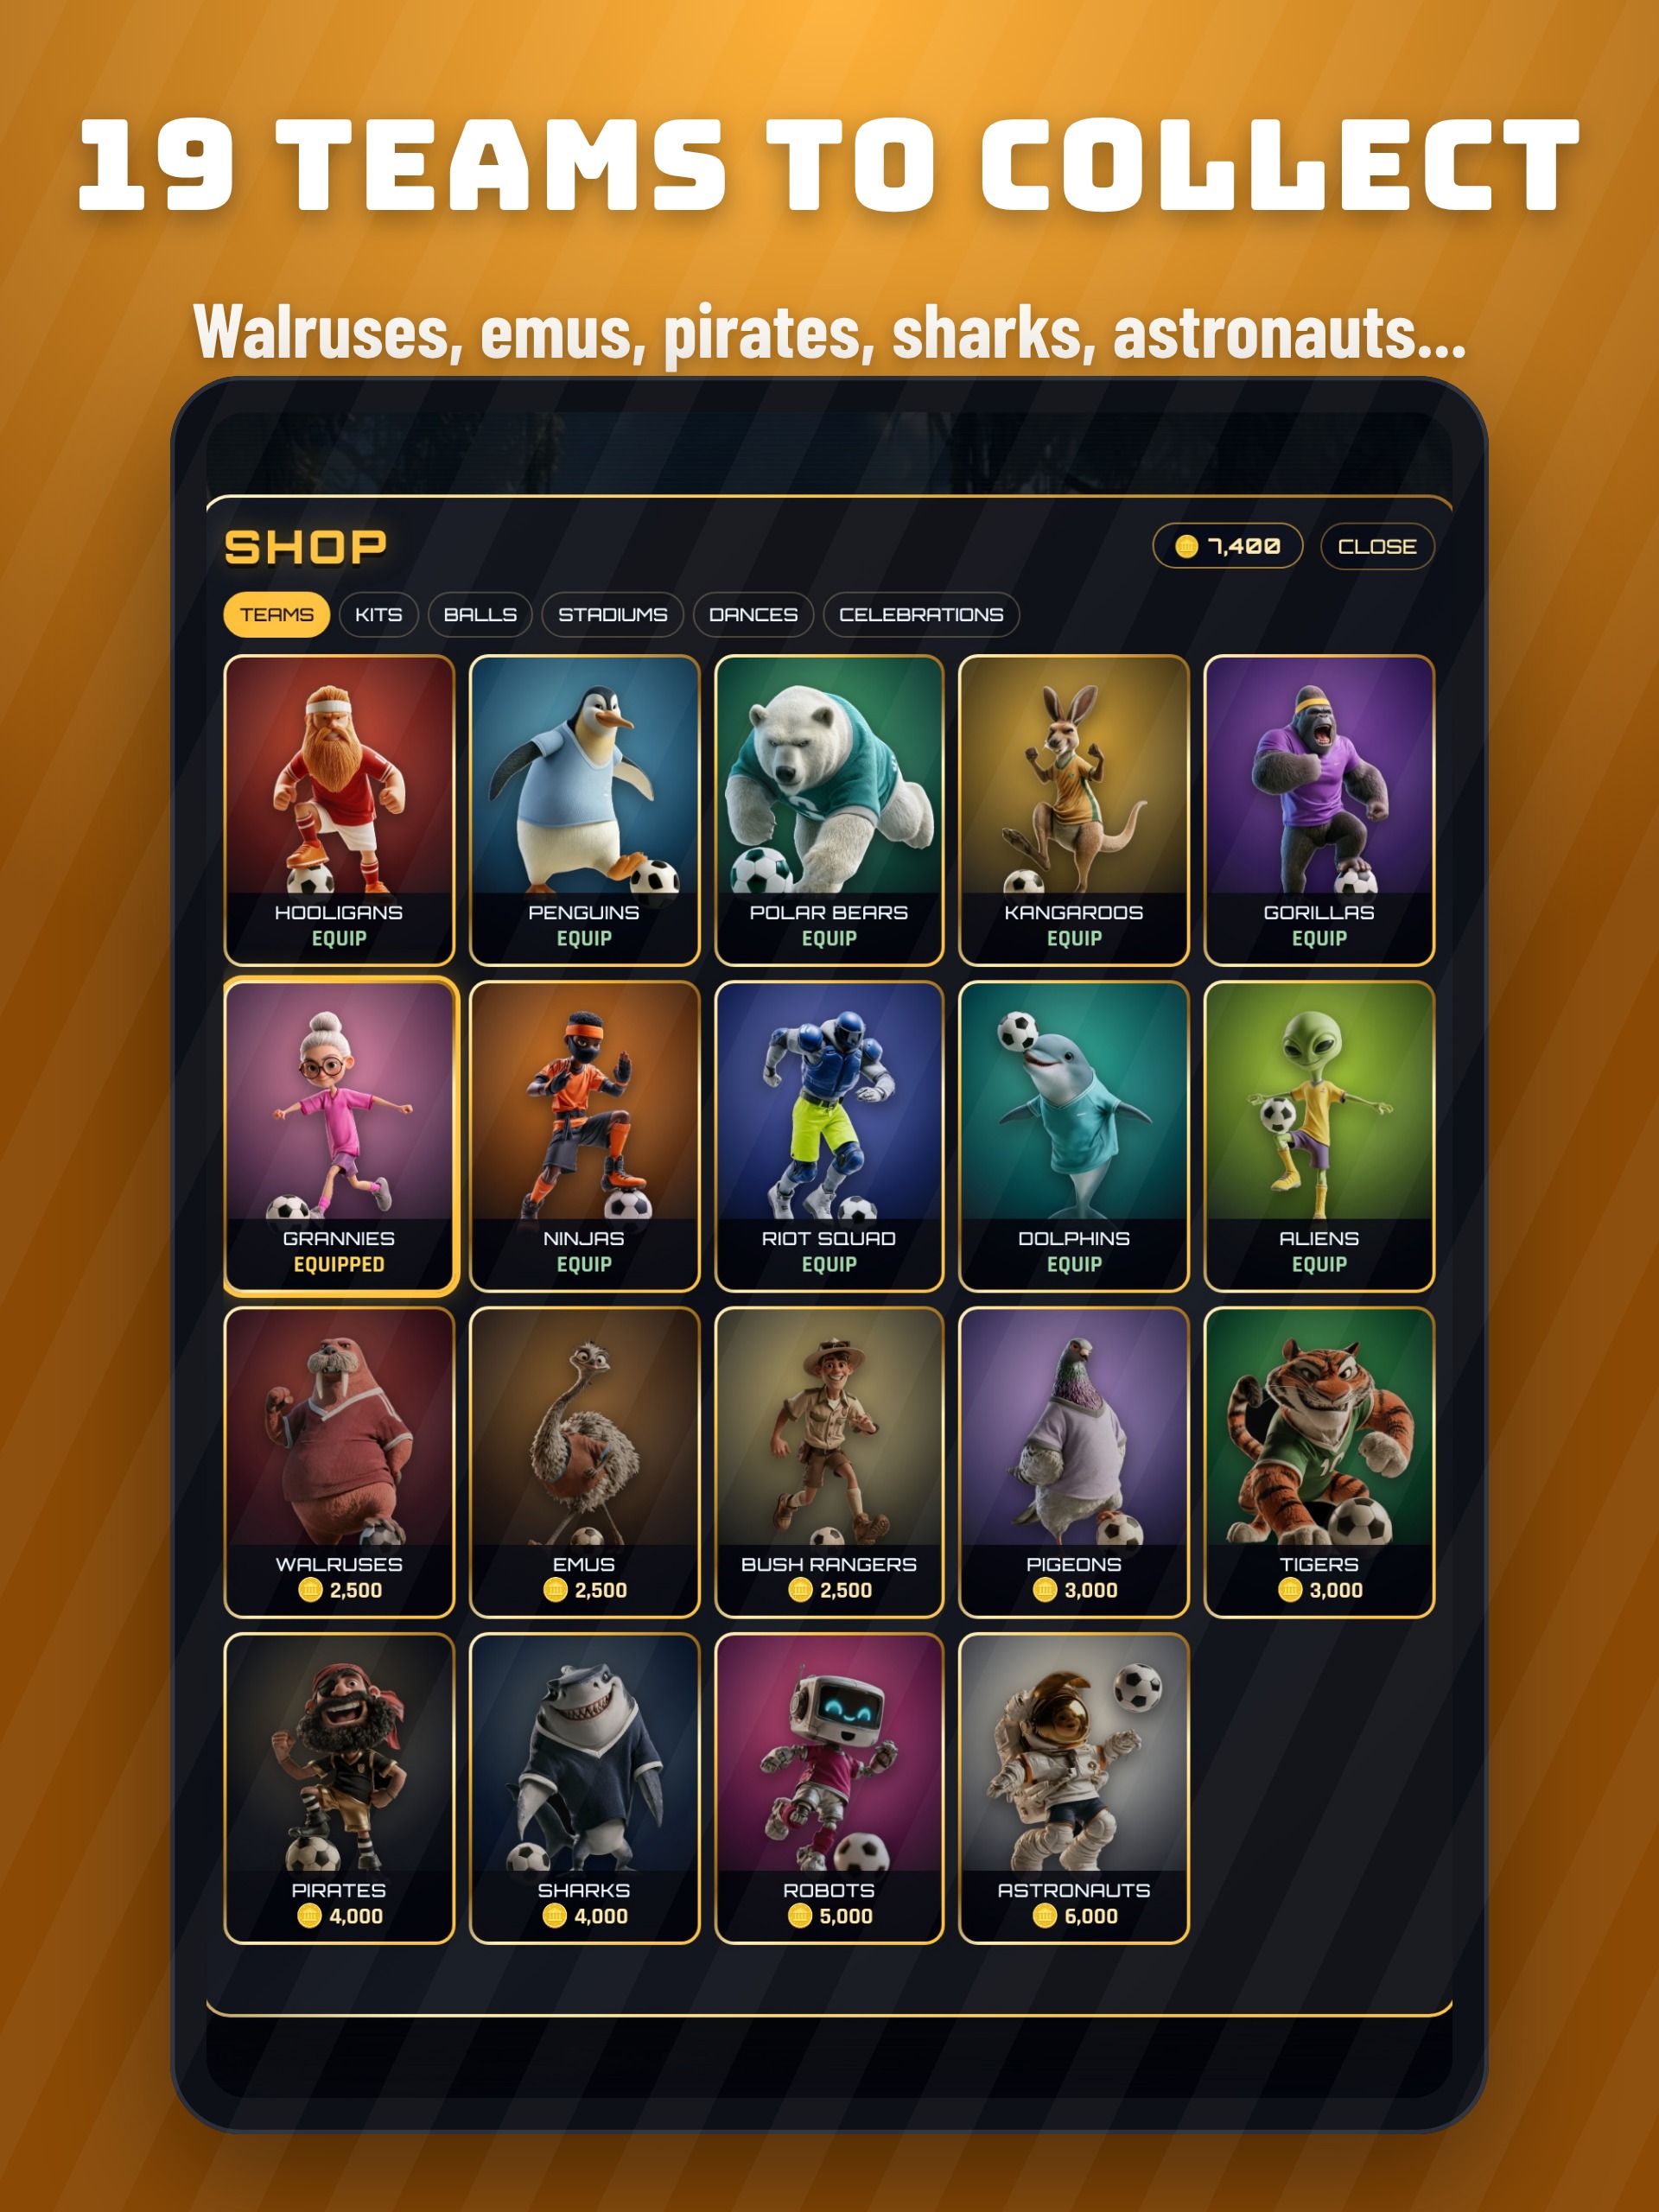 19 TEAMS TO COLLECT
Walruses, emus, pirates, sharks, astronauts...
SHOP
7,400
CLOSE
TEAMS
KITS
BALLS
STADIUMS
DANCES
CELEBRATIONS
HOOLIGANS
EQUIP
PENGUINS
EQUIP
POLAR BEARS
EQUIP
KANGAROOS
EQUIP
GORILLAS
EQUIP
GRANNIES
EQUIPPED
NINJAS
EQUIP
RIOT SQUAD
EQUIP
DOLPHINS
EQUIP
ALIENS
EQUIP
WALRUSES
2,500
EMUS
2,500
BUSH RANGERS
2,500
PIGEONS
3,000
TIGERS
3,000
PIRATES
4,000
SHARKS
4,000
ROBOTS
5,000
ASTRONAUTS
6,000